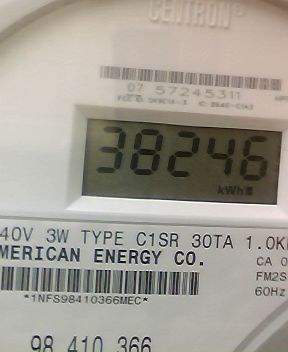 CENTRON®
07 57245311
38246
kWh
40V 3W TYPE C1SR 30TA 1.0K
MERICAN ENERGY CO.
CA 0
FM2S
60Hz
*1NFS98410366MEC*
98 410 366